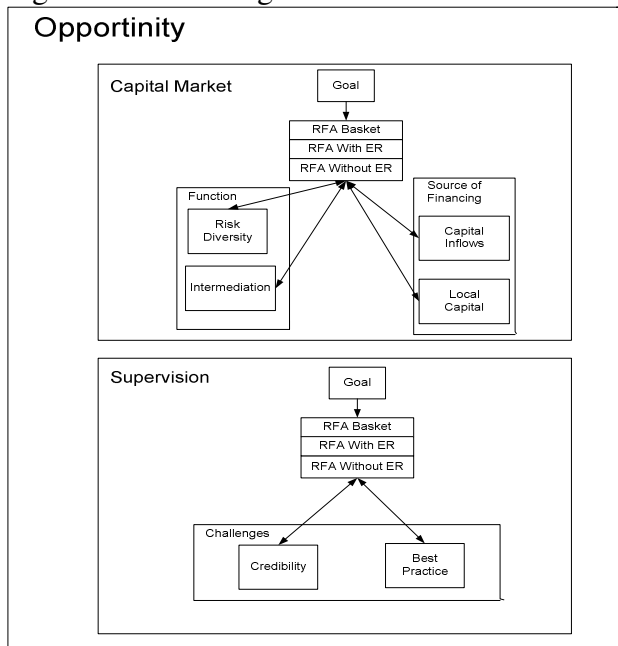 Opportinity
Capital Market
Goal
RFA Basket
RFA With ER
RFA Without ER
Function
Risk
Diversity
Intermediation
Source of
Financing
Capital
Inflows
Local
Capital
Supervision
Goal
RFA Basket
RFA With ER
RFA Without ER
Challenges
Credibility
Best
Practice